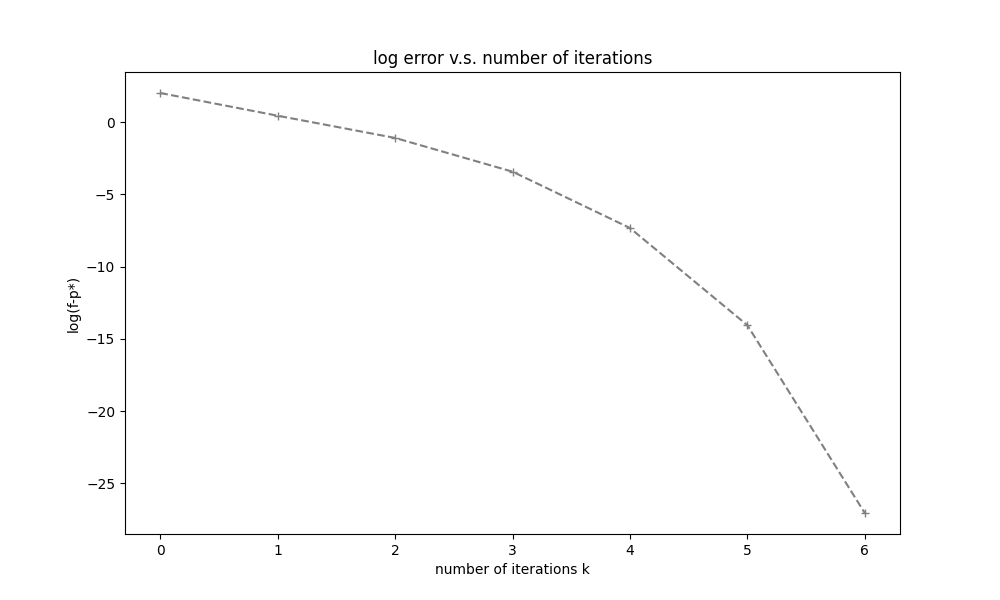 log error v.s. number of iterations
0
−5
−10
−15
−20
−25
log(f-p*)
0 1 2 3 4 5 6
number of iterations k